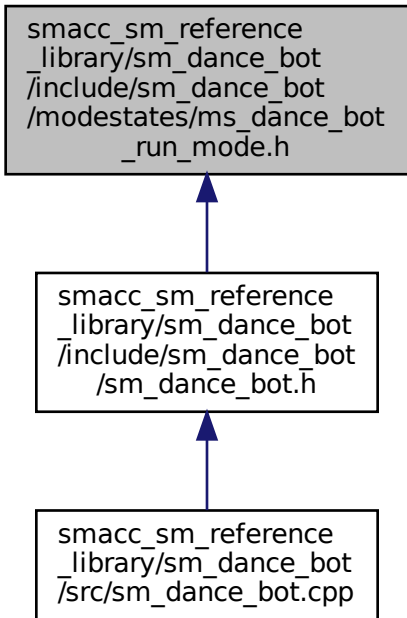 smacc_sm_reference
_library/sm_dance_bot
/include/sm_dance_bot
/modestates/ms_dance_bot
_run_mode.h
smacc_sm_reference
_library/sm_dance_bot
/include/sm_dance_bot
/sm_dance_bot.h
smacc_sm_reference
_library/sm_dance_bot
/src/sm_dance_bot.cpp